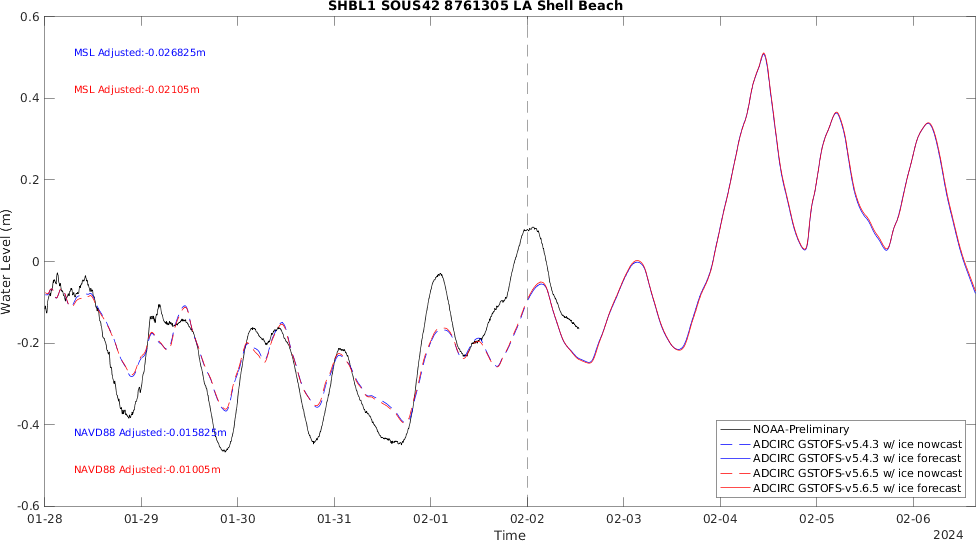 SHBL1 SOUS42 8761305 LA Shell Beach
0.6
0.4
0.2
0
-0.2
-0.4
-0.6
Water Level (m)
MSL Adjusted:-0.026825m
MSL Adjusted:-0.02105m
NAVD88 Adjusted:-0.015825m
NAVD88 Adjusted:-0.01005m
NOAA-Preliminary
ADCIRC GSTOFS-v5.4.3 w/ ice nowcast
ADCIRC GSTOFS-v5.4.3 w/ ice forecast
ADCIRC GSTOFS-v5.6.5 w/ ice nowcast
ADCIRC GSTOFS-v5.6.5 w/ ice forecast
01-28 01-29 01-30 01-31 02-01 02-02 02-03 02-04 02-05 02-06
Time
2024